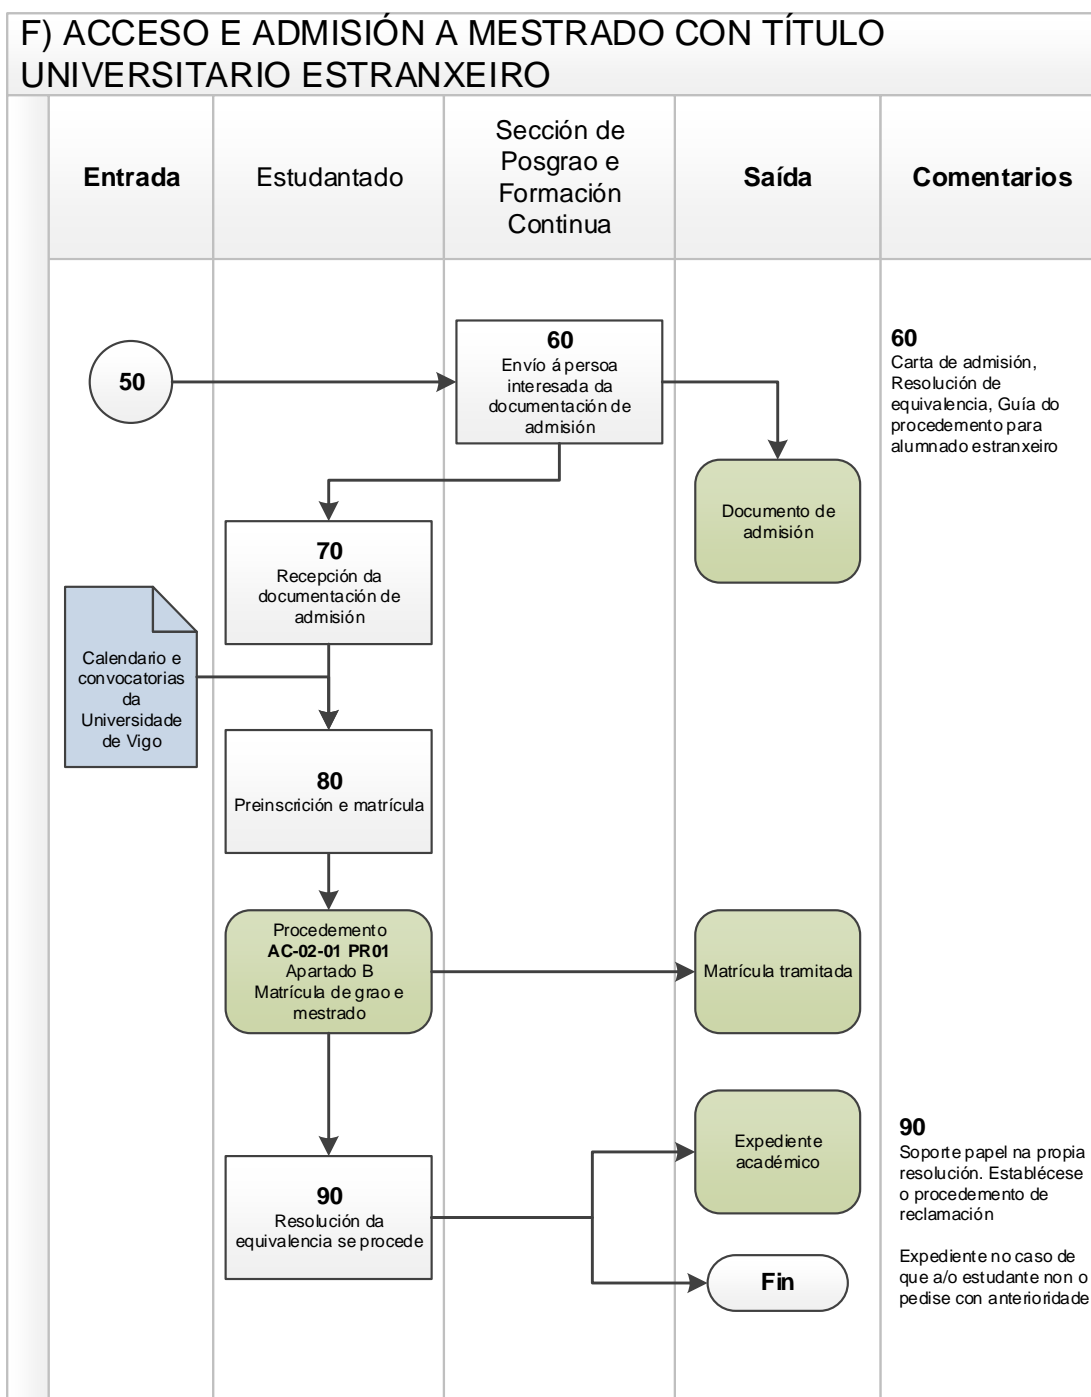 F) ACCESO E ADMISIÓN A MESTRADO CON TÍTULO
UNIVERSITARIO ESTRANXEIRO
Entrada
Estudantado
Sección de
Posgrao e
Formación
Continua
Saída
Comentarios
50
60
Envío á persoa
interesada da
documentación de
admisión
60
Carta de admisión,
Resolución de
equivalencia, Guía do
procedemento para
alumnado estranxeiro
Documento de
admisión
70
Recepción da
documentación de
admisión
Calendario e
convocatorias
da
Universidade
de Vigo
80
Preinscrición e matrícula
Procedemento
AC-02-01 PR01
Apartado B
Matrícula de grao e
mestrado
Matrícula tramitada
Expediente
académico
90
Resolución da
equivalencia se procede
90
Soporte papel na propia
resolución. Establécese
o procedemento de
reclamación
Expediente no caso de
que a/o estudante non o
pedise con anterioridade
Fin